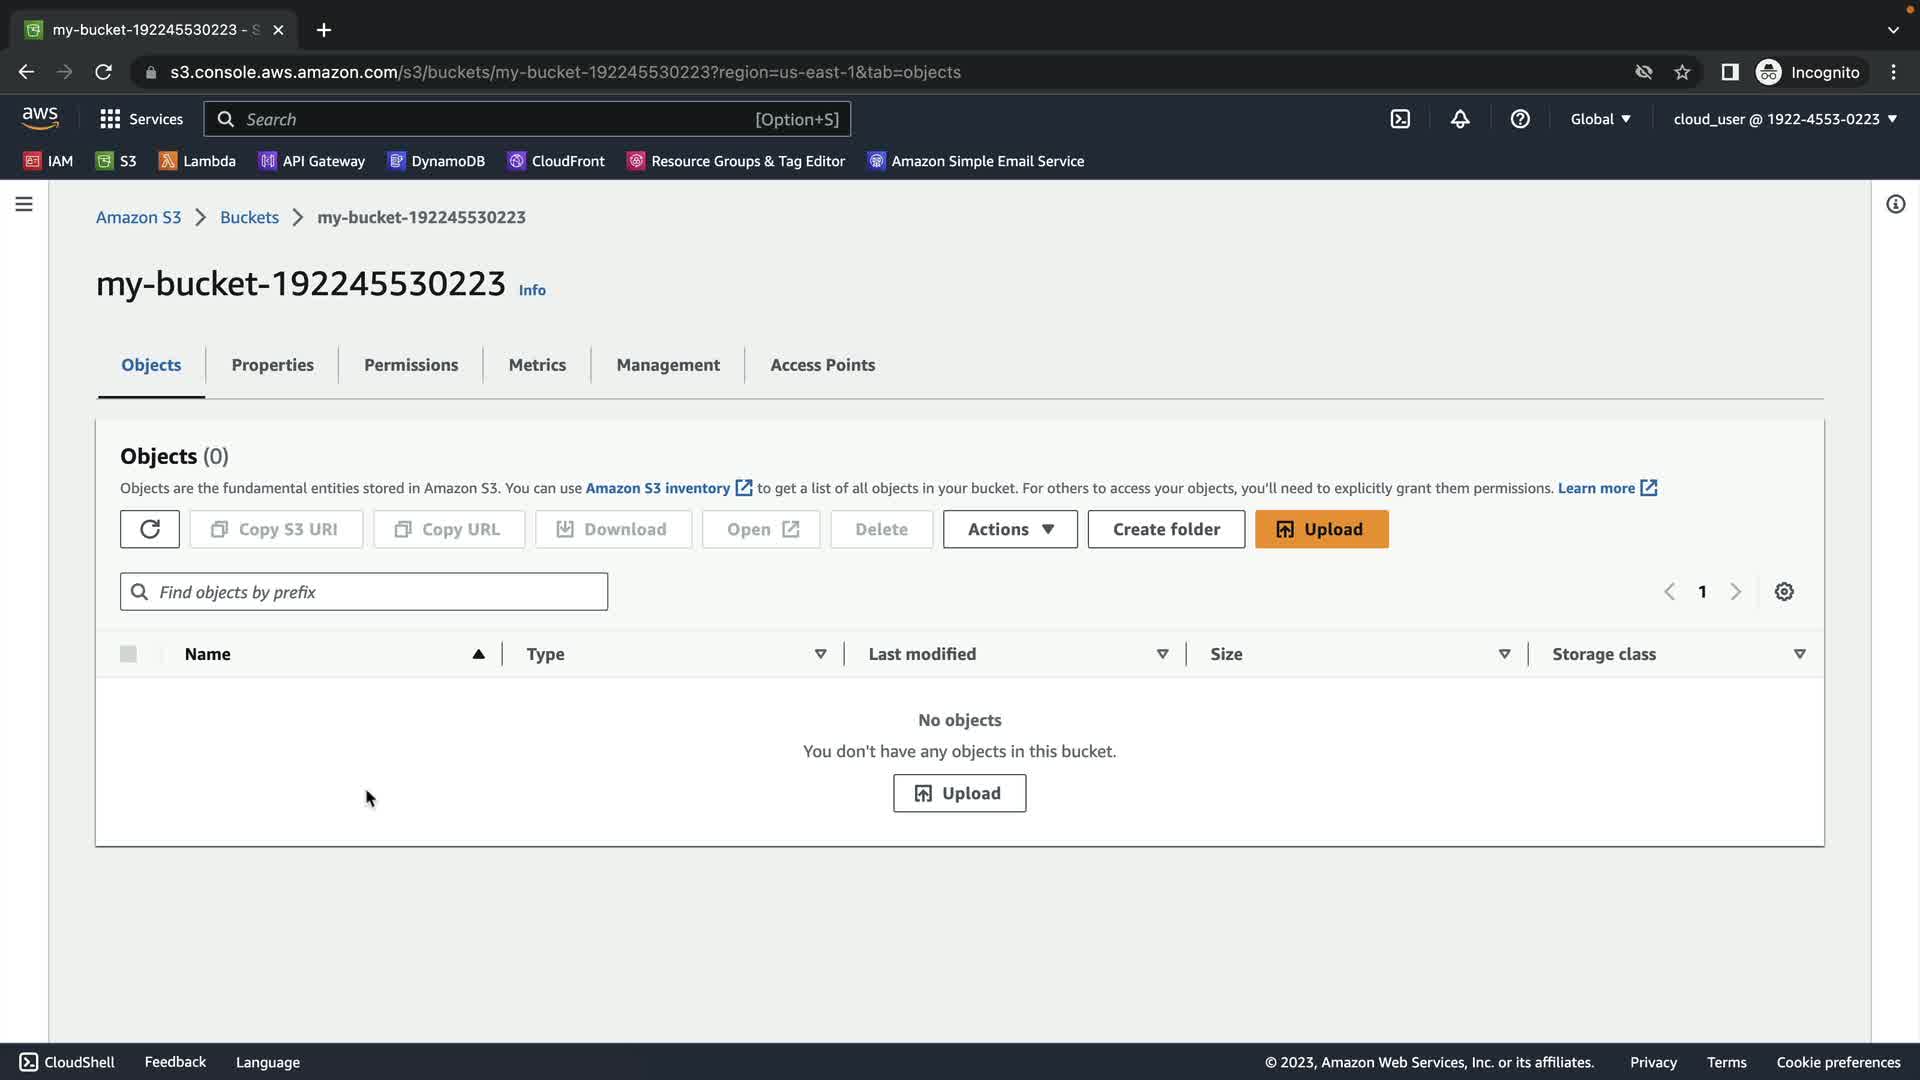 my-bucket-192245530223 - S
s3.console.aws.amazon.com/s3/buckets/my-bucket-192245530223?region=us-east-1&tab=objects
Incognito
aws
Services
Search
[Option+S]
Global
cloud_user @ 1922-4553-0223
IAM
S3
Lambda
API Gateway
DynamoDB
CloudFront
Resource Groups & Tag Editor
Amazon Simple Email Service
Amazon S3 > Buckets > my-bucket-192245530223
my-bucket-192245530223 Info
Objects
Properties
Permissions
Metrics
Management
Access Points
Objects (0)
Objects are the fundamental entities stored in Amazon S3. You can use Amazon S3 inventory to get a list of all objects in your bucket. For others to access your objects, you'll need to explicitly grant them permissions. Learn more
Copy S3 URI
Copy URL
Download
Open
Delete
Actions
Create folder
Upload
Find objects by prefix
1
Name
Type
Last modified
Size
Storage class
No objects
You don't have any objects in this bucket.
Upload
CloudShell
Feedback
Language
© 2023, Amazon Web Services, Inc. or its affiliates.
Privacy
Terms
Cookie preferences